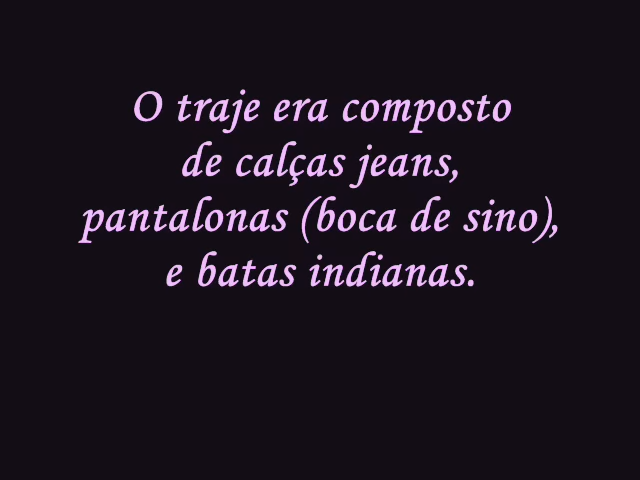 O traje era composto
de calças jeans,
pantalonas (boca de sino),
e batas indianas.